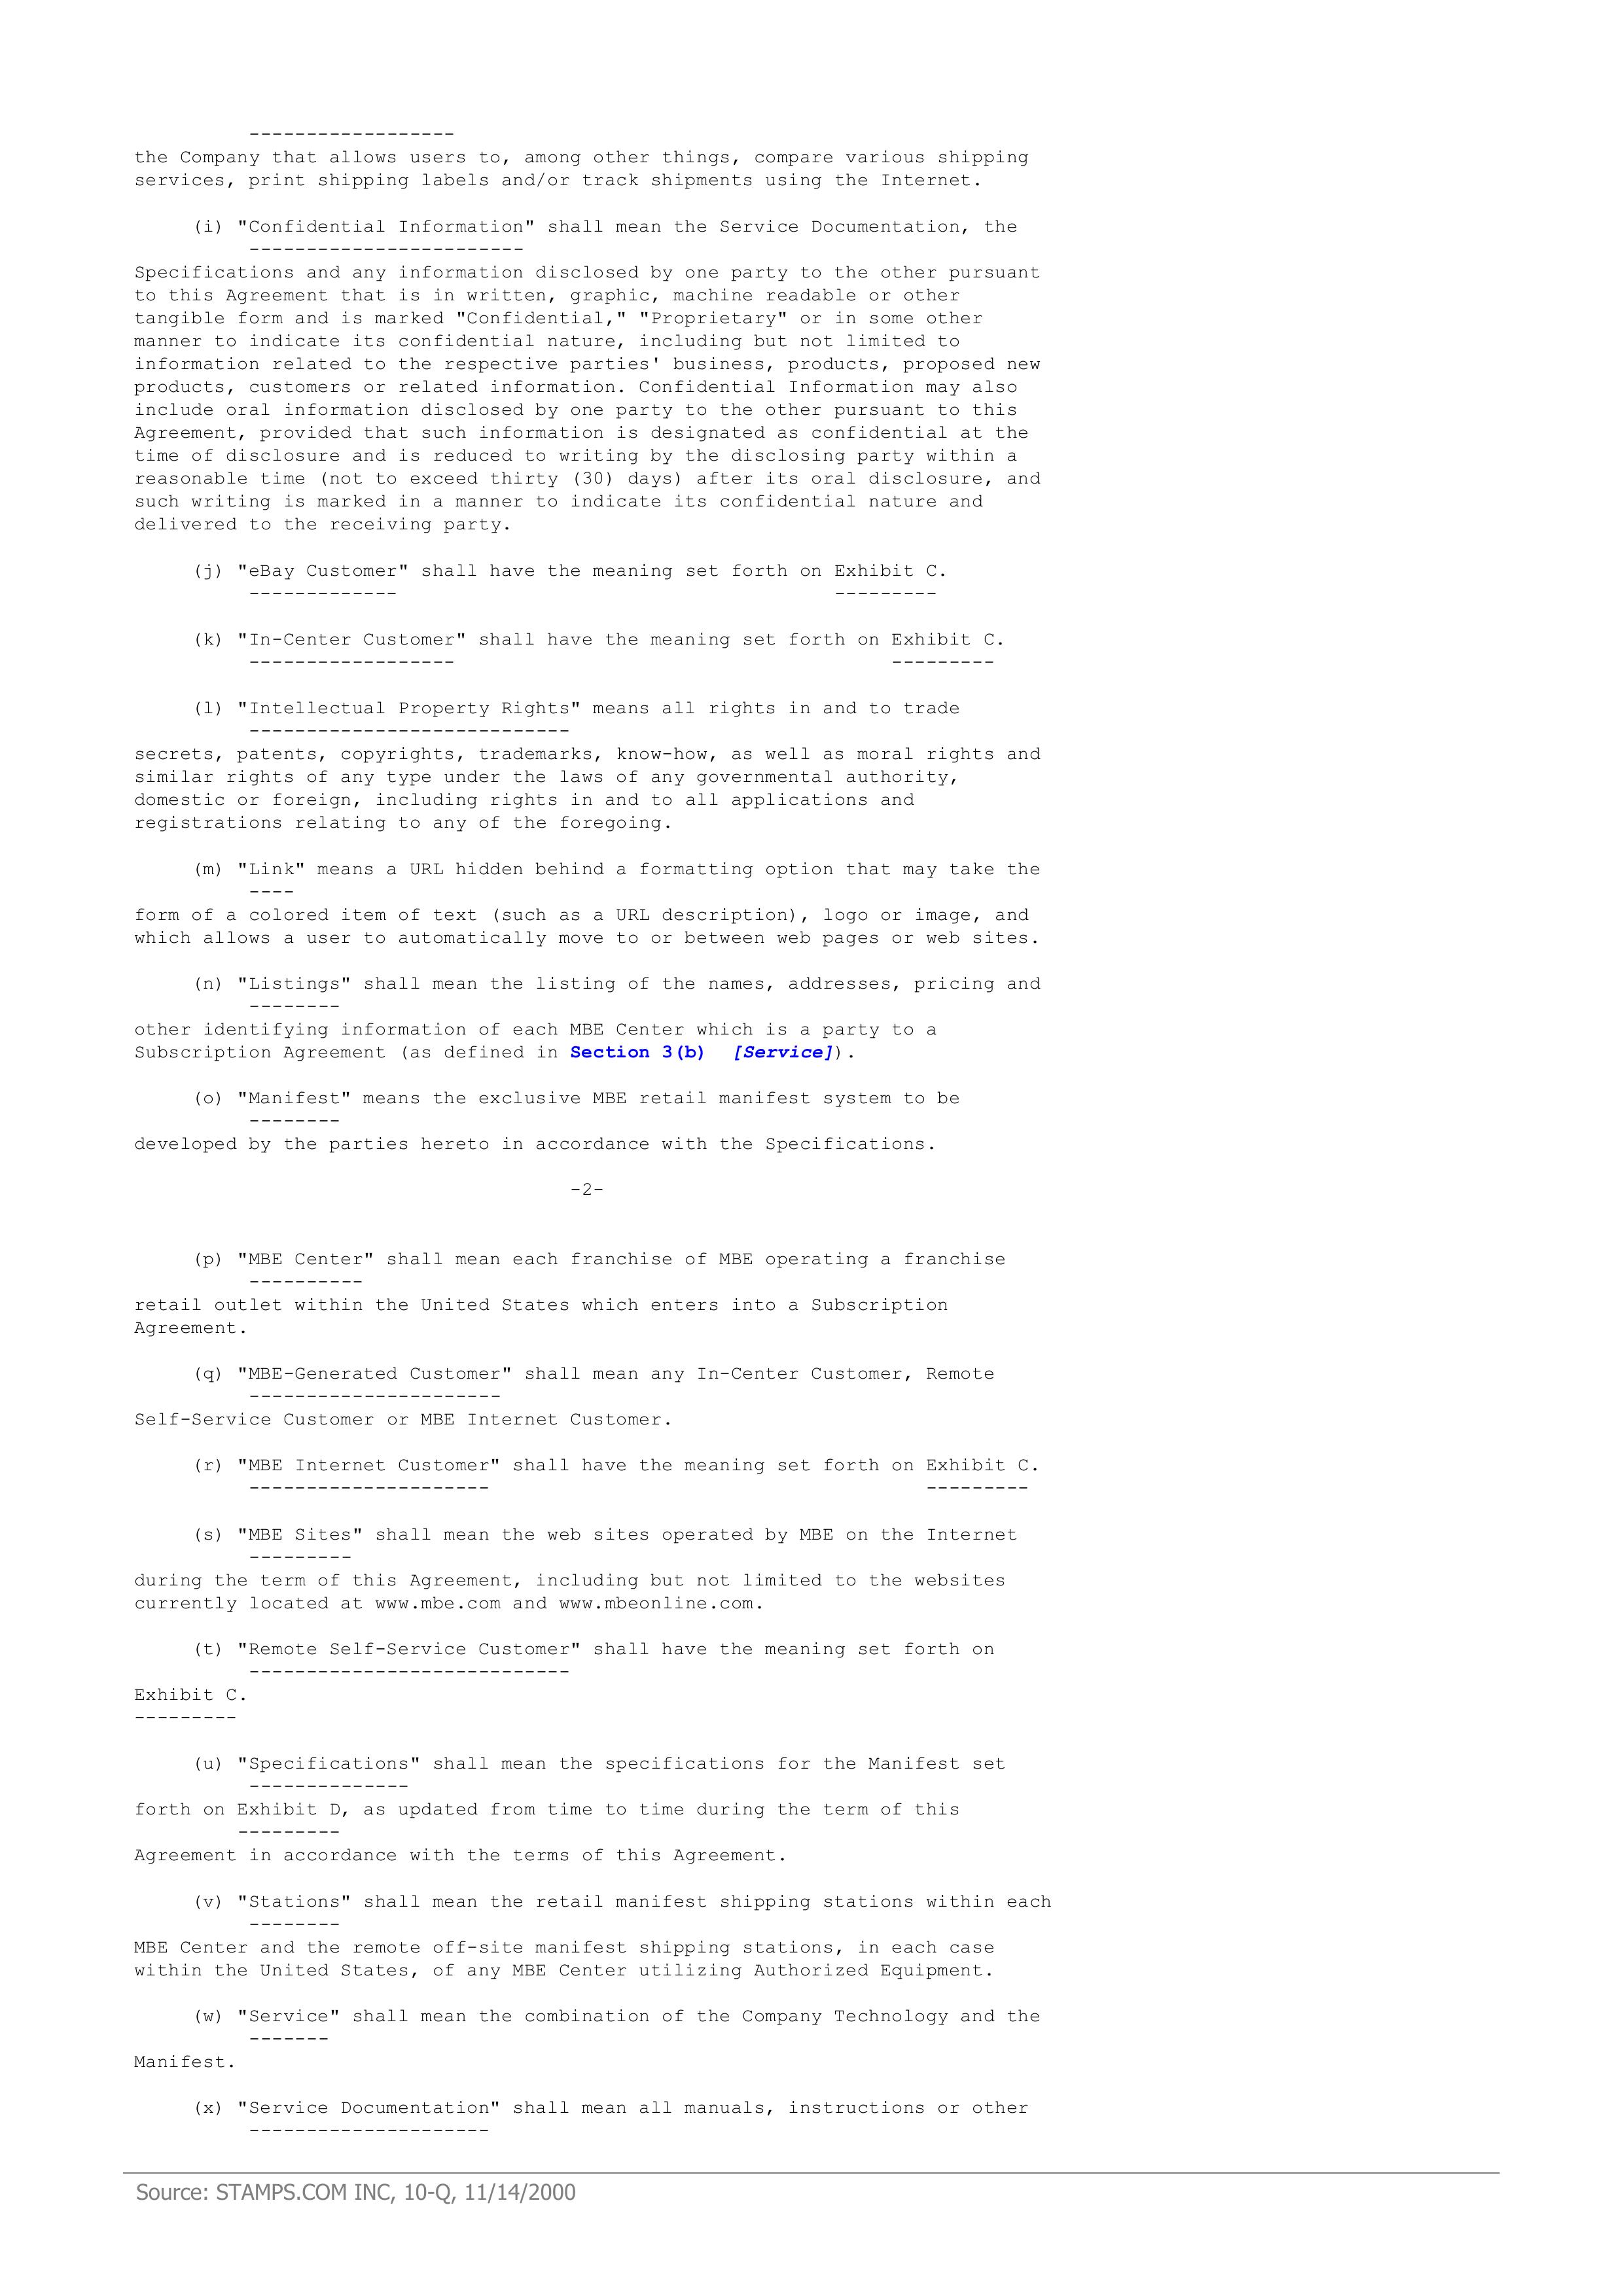 ------------------
the Company that allows users to, among other things, compare various shipping
services, print shipping labels and/or track shipments using the Internet.
(i) "Confidential Information" shall mean the Service Documentation, the
------------------------
Specifications and any information disclosed by one party to the other pursuant
to this Agreement that is in written, graphic, machine readable or other
tangible form and is marked "Confidential," "Proprietary" or in some other
manner to indicate its confidential nature, including but not limited to
information related to the respective parties' business, products, proposed new
products, customers or related information. Confidential Information may also
include oral information disclosed by one party to the other pursuant to this
Agreement, provided that such information is designated as confidential at the
time of disclosure and is reduced to writing by the disclosing party within a
reasonable time (not to exceed thirty (30) days) after its oral disclosure, and
such writing is marked in a manner to indicate its confidential nature and
delivered to the receiving party.
(j) "eBay Customer" shall have the meaning set forth on Exhibit C.
------------- ---------
(k) "In-Center Customer" shall have the meaning set forth on Exhibit C.
------------------ ---------
(l) "Intellectual Property Rights" means all rights in and to trade
----------------------------
secrets, patents, copyrights, trademarks, know-how, as well as moral rights and
similar rights of any type under the laws of any governmental authority,
domestic or foreign, including rights in and to all applications and
registrations relating to any of the foregoing.
(m) "Link" means a URL hidden behind a formatting option that may take the
----
form of a colored item of text (such as a URL description), logo or image, and
which allows a user to automatically move to or between web pages or web sites.
(n) "Listings" shall mean the listing of the names, addresses, pricing and
--------
other identifying information of each MBE Center which is a party to a
Subscription Agreement (as defined in Section 3(b) [Service]).
(o) "Manifest" means the exclusive MBE retail manifest system to be
--------
developed by the parties hereto in accordance with the Specifications.
-2-
(p) "MBE Center" shall mean each franchise of MBE operating a franchise
----------
retail outlet within the United States which enters into a Subscription
Agreement.
(q) "MBE-Generated Customer" shall mean any In-Center Customer, Remote
----------------------
Self-Service Customer or MBE Internet Customer.
(r) "MBE Internet Customer" shall have the meaning set forth on Exhibit C.
--------------------- ---------
(s) "MBE Sites" shall mean the web sites operated by MBE on the Internet
---------
during the term of this Agreement, including but not limited to the websites
currently located at www.mbe.com and www.mbeonline.com.
(t) "Remote Self-Service Customer" shall have the meaning set forth on
----------------------------
Exhibit C.
---------
(u) "Specifications" shall mean the specifications for the Manifest set
--------------
forth on Exhibit D, as updated from time to time during the term of this
---------
Agreement in accordance with the terms of this Agreement.
(v) "Stations" shall mean the retail manifest shipping stations within each
--------
MBE Center and the remote off-site manifest shipping stations, in each case
within the United States, of any MBE Center utilizing Authorized Equipment.
(w) "Service" shall mean the combination of the Company Technology and the
-------
Manifest.
(x) "Service Documentation" shall mean all manuals, instructions or other
---------------------
Source: STAMPS.COM INC, 10-Q, 11/14/2000